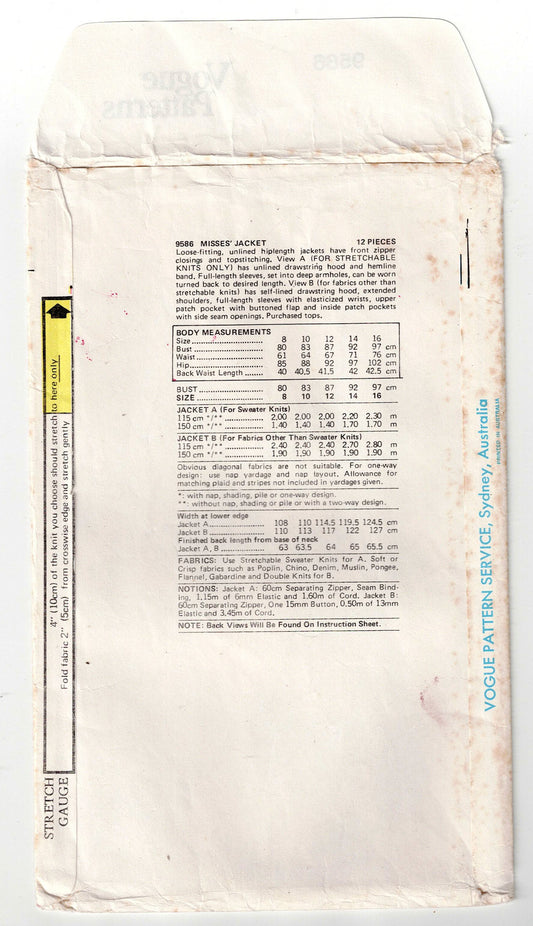 9586
Vogue
Patterns
9586 MISSES' JACKET 12 PIECES
Loose-fitting, unlined hiplength jackets have front zipper
closings and topstitching. View A (FOR STRETCHABLE
KNITS ONLY) has unlined drawstring hood and hemline
band. Full-length sleeves, set into deep armholes, can be worn
turned back to desired length. View B (for fabrics other than
stretchable knits) has self-lined drawstring hood, extended
shoulders, full-length sleeves with elasticized wrists, upper
patch pocket with buttoned flap and inside patch pockets
with side seam openings. Purchased tops.
BODY MEASUREMENTS
Size 8 10 12 14 16
Bust 80 83 87 92 97 cm
Waist 61 64 67 71 76 cm
Hip 85 88 92 97 102 cm
Back Waist Length 40 40.5 41.5 42 42.5 cm
BUST 80 83 87 92 97 cm
SIZE 8 10 12 14 16
JACKET A (For Sweater Knits)
115 cm */** 2.00 2.00 2.00 2.20 2.30 m
150 cm */** 1.40 1.40 1.40 1.70 1.70 m
JACKET B (For Fabrics Other Than Sweater Knits)
115 cm */** 2.40 2.40 2.40 2.70 2.80 m
150 cm */** 1.90 1.90 1.90 1.90 1.90 m
Obvious diagonal fabrics are not suitable. For one-way
design: use nap yardage and nap layout. Allowance for
matching plaid and stripes not included in yardages given.
*: with nap, shading, pile or one-way design.
**: without nap, shading or pile or with a two-way design.
Width at lower edge
Jacket A 108 110 114.5 119.5 124.5 cm
Jacket B 110 113 117 122 127 cm
Finished back length from base of neck
Jacket A, B 63 63.5 64 65 65.5 cm
FABRICS: Use Stretchable Sweater Knits for A. Soft or
Crisp fabrics such as Poplin, Chino, Denim, Muslin, Pongee,
Flannel, Gabardine and Double Knits for B.
NOTIONS: Jacket A: 60cm Separating Zipper, Seam Bind-
ing, 1.15m of 6mm Elastic and 1.60m of Cord. Jacket B:
60cm Separating Zipper, One 15mm Button, 0.50m of 13mm
Elastic and 3.45m of Cord.
NOTE: Back Views Will Be Found On Instruction Sheet.
STRETCH
GAUGE
4" (10cm) of the knit you choose should stretch to here only
Fold fabric 2" (5cm) from crosswise edge and stretch gently
VOGUE PATTERN SERVICE, Sydney, Australia
PRINTED IN AUSTRALIA